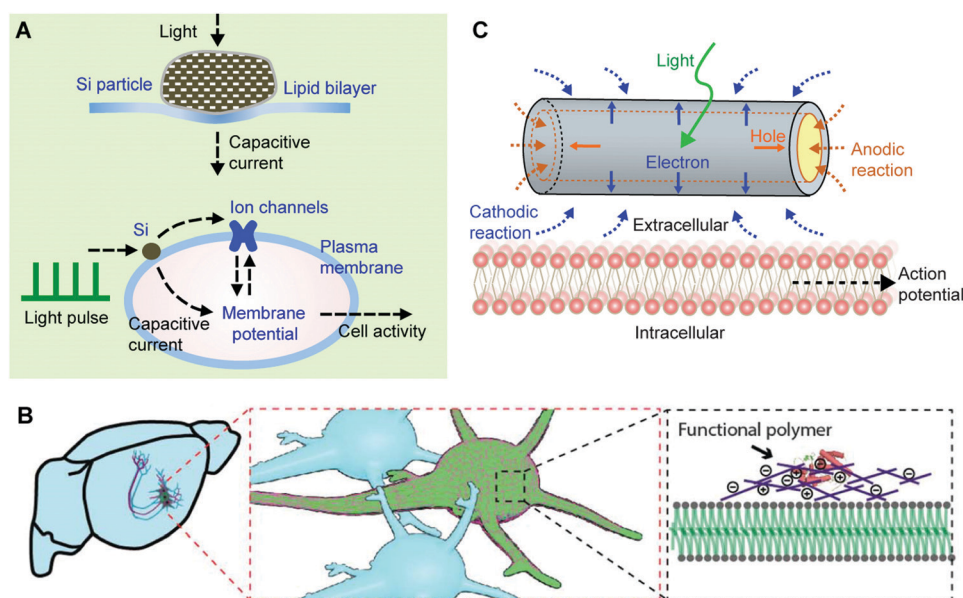 A
Light
Si particle
Lipid bilayer
Capacitive
current
Si
Ion channels
Plasma
membrane
Light pulse
Capacitive
current
Membrane
potential
Cell activity
C
Light
Hole
Electron
Anodic
reaction
Cathodic
reaction
Extracellular
Action
potential
Intracellular
B
Functional polymer